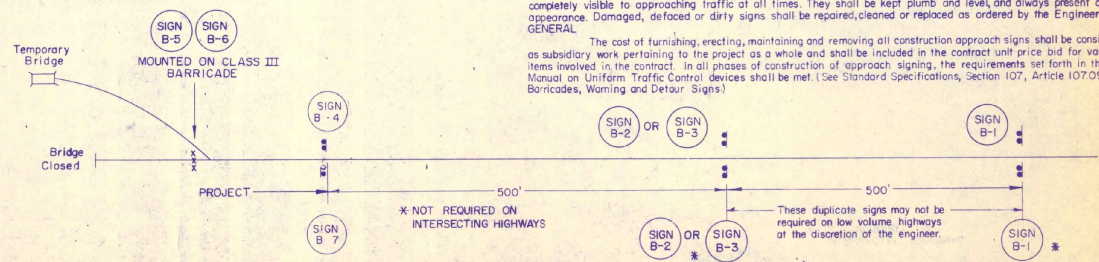 completely visible to approaching traffic at all times. They shall be kept plumb and level, and always present a
appearance. Damaged, defaced or dirty signs shall be repaired, cleaned or replaced as ordered by the Engineer
GENERAL
The cost of furnishing, erecting, maintaining and removing all construction approach signs shall be consi
as subsidiary work pertaining to the project as a whole and shall be included in the contract unit price bid for va
items involved in the contract. In all phases of construction of approach signing, the requirements set forth in the
Manual on Uniform Traffic Control devices shall be met. (See Standard Specifications, Section 107, Article 107.09
Barricades, Warning and Detour Signs.)
SIGN
B-5
SIGN
B-6
MOUNTED ON CLASS III
BARRICADE
Temporary
Bridge
SIGN
B-4
SIGN
B-2
OR
SIGN
B-3
SIGN
B-1
Bridge
Closed
PROJECT
500'
500'
* NOT REQUIRED ON
INTERSECTING HIGHWAYS
These duplicate signs may not be
required on low volume highways
at the discretion of the engineer.
SIGN
B 7
SIGN
B-2
OR
SIGN
B-3
*
SIGN
B-1
*